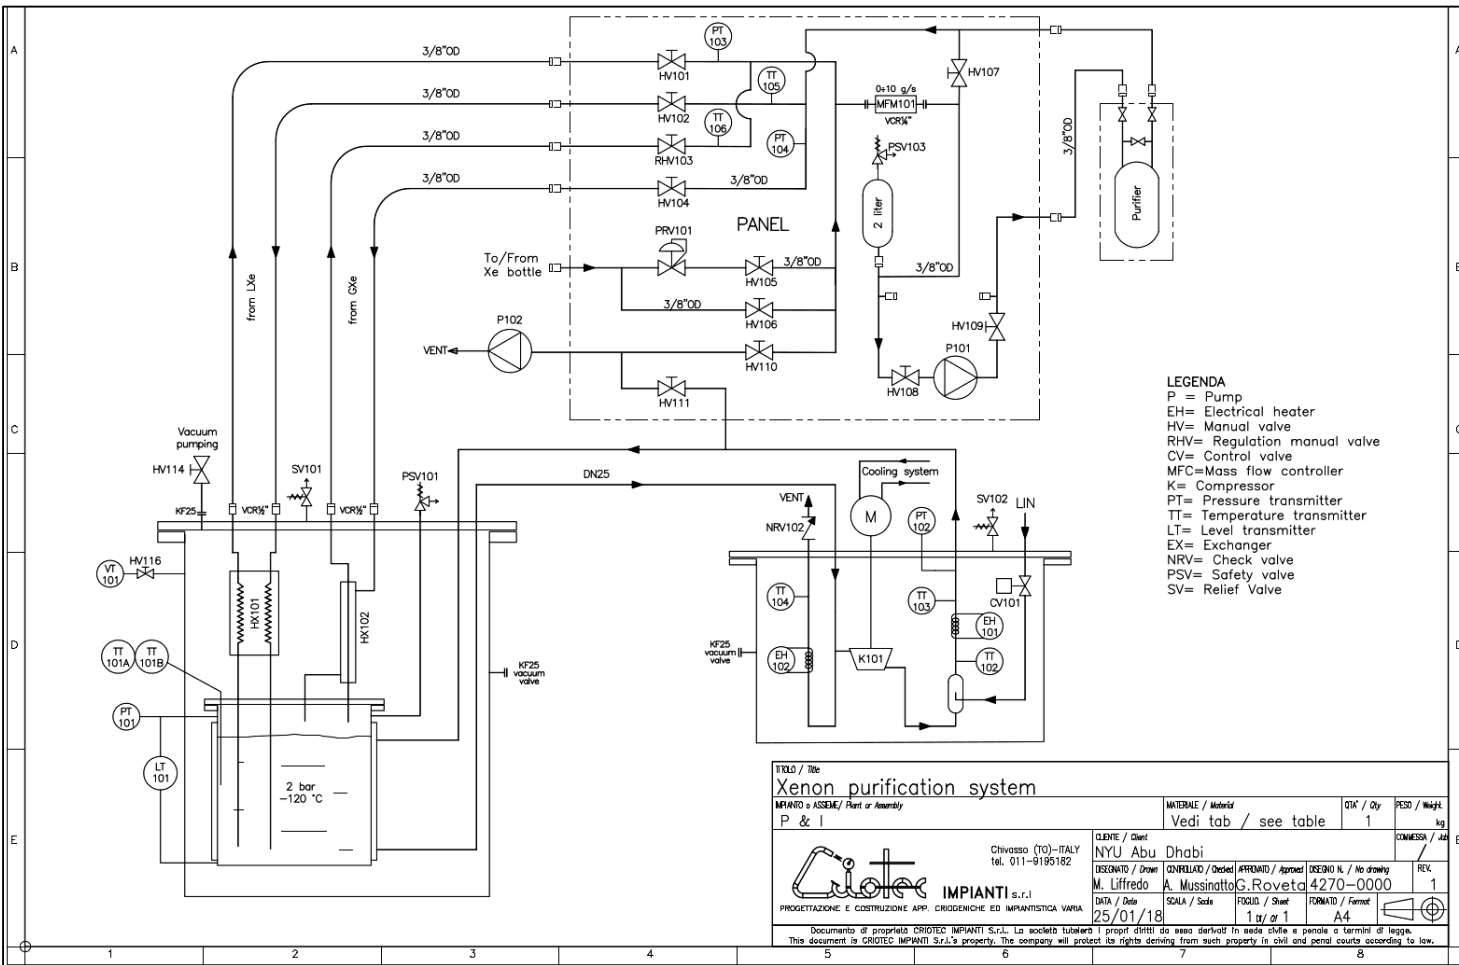 PT
103
3/8"OD
HV101
TT
105
3/8"OD
HV102
TT
106
3/8"OD
RHV103
PT
104
3/8"OD
HV104
3/8"OD
0÷10 g/s
MFM101
VCR¼"
HV107
PSV103
2 liter
3/8"OD
Purifier
PANEL
PRV101
To/From
Xe bottle
3/8"OD
HV105
3/8"OD
HV106
3/8"OD
HV109
from LXe
from GXe
P102
VENT
HV110
HV111
P101
HV108
LEGENDA
P = Pump
EH= Electrical heater
HV= Manual valve
RHV= Regulation manual valve
CV= Control valve
MFC=Mass flow controller
K= Compressor
PT= Pressure transmitter
TT= Temperature transmitter
LT= Level transmitter
EX= Exchanger
NRV= Check valve
PSV= Safety valve
SV= Relief Valve
Vacuum
pumping
HV114
KF25
VCR½"
SV101
VCR½"
PSV101
DN25
Cooling system
VENT
NRV102
M
PT
102
SV102
LIN
VT
101
HV116
HX101
HX102
TT
104
TT
103
CV101
EH
101
TT
101A
TT
101B
KF25
vacuum
valve
KF25
vacuum
valve
EH
102
K101
TT
102
PT
101
LT
101
2 bar
-120 °C
TITOLO / Title
Xenon purification system
IMPIANTO o ASSIEME/ Plant or Assembly
P & I
MATERIALE / Material
Vedi tab / see table
QTA' / Qty
1
PESO / Weight
kg
Chivasso (TO)-ITALY
tel. 011-9195182
Criotec
IMPIANTI s.r.l
PROGETTAZIONE E COSTRUZIONE APP. CRIOGENICHE ED IMPIANTISTICA VARIA
CLIENTE / Client
NYU Abu Dhabi
COMMESSA / Job
/
DISEGNATO / Drawn
M. Liffredo
CONTROLLATO / Checked
A. Mussinatto
APPROVATO / Approved
G.Roveta
DISEGNO N. / No drawing
4270-0000
REV.
1
DATA / Date
25/01/18
SCALA / Scale
FOGLIO / Sheet
1 DI/ OF 1
FORMATO / Format
A4
Documento di proprietà CRIOTEC IMPIANTI S.r.l.. La società tutelerà i propri diritti da essa derivati in sede civile e penale a termini di legge.
This document is CRIOTEC IMPIANTI S.r.l.'s property. The company will protect its rights deriving from such property in civil and penal courts according to law.
A
B
C
D
E
A
B
C
D
E
1
2
3
4
5
6
7
8